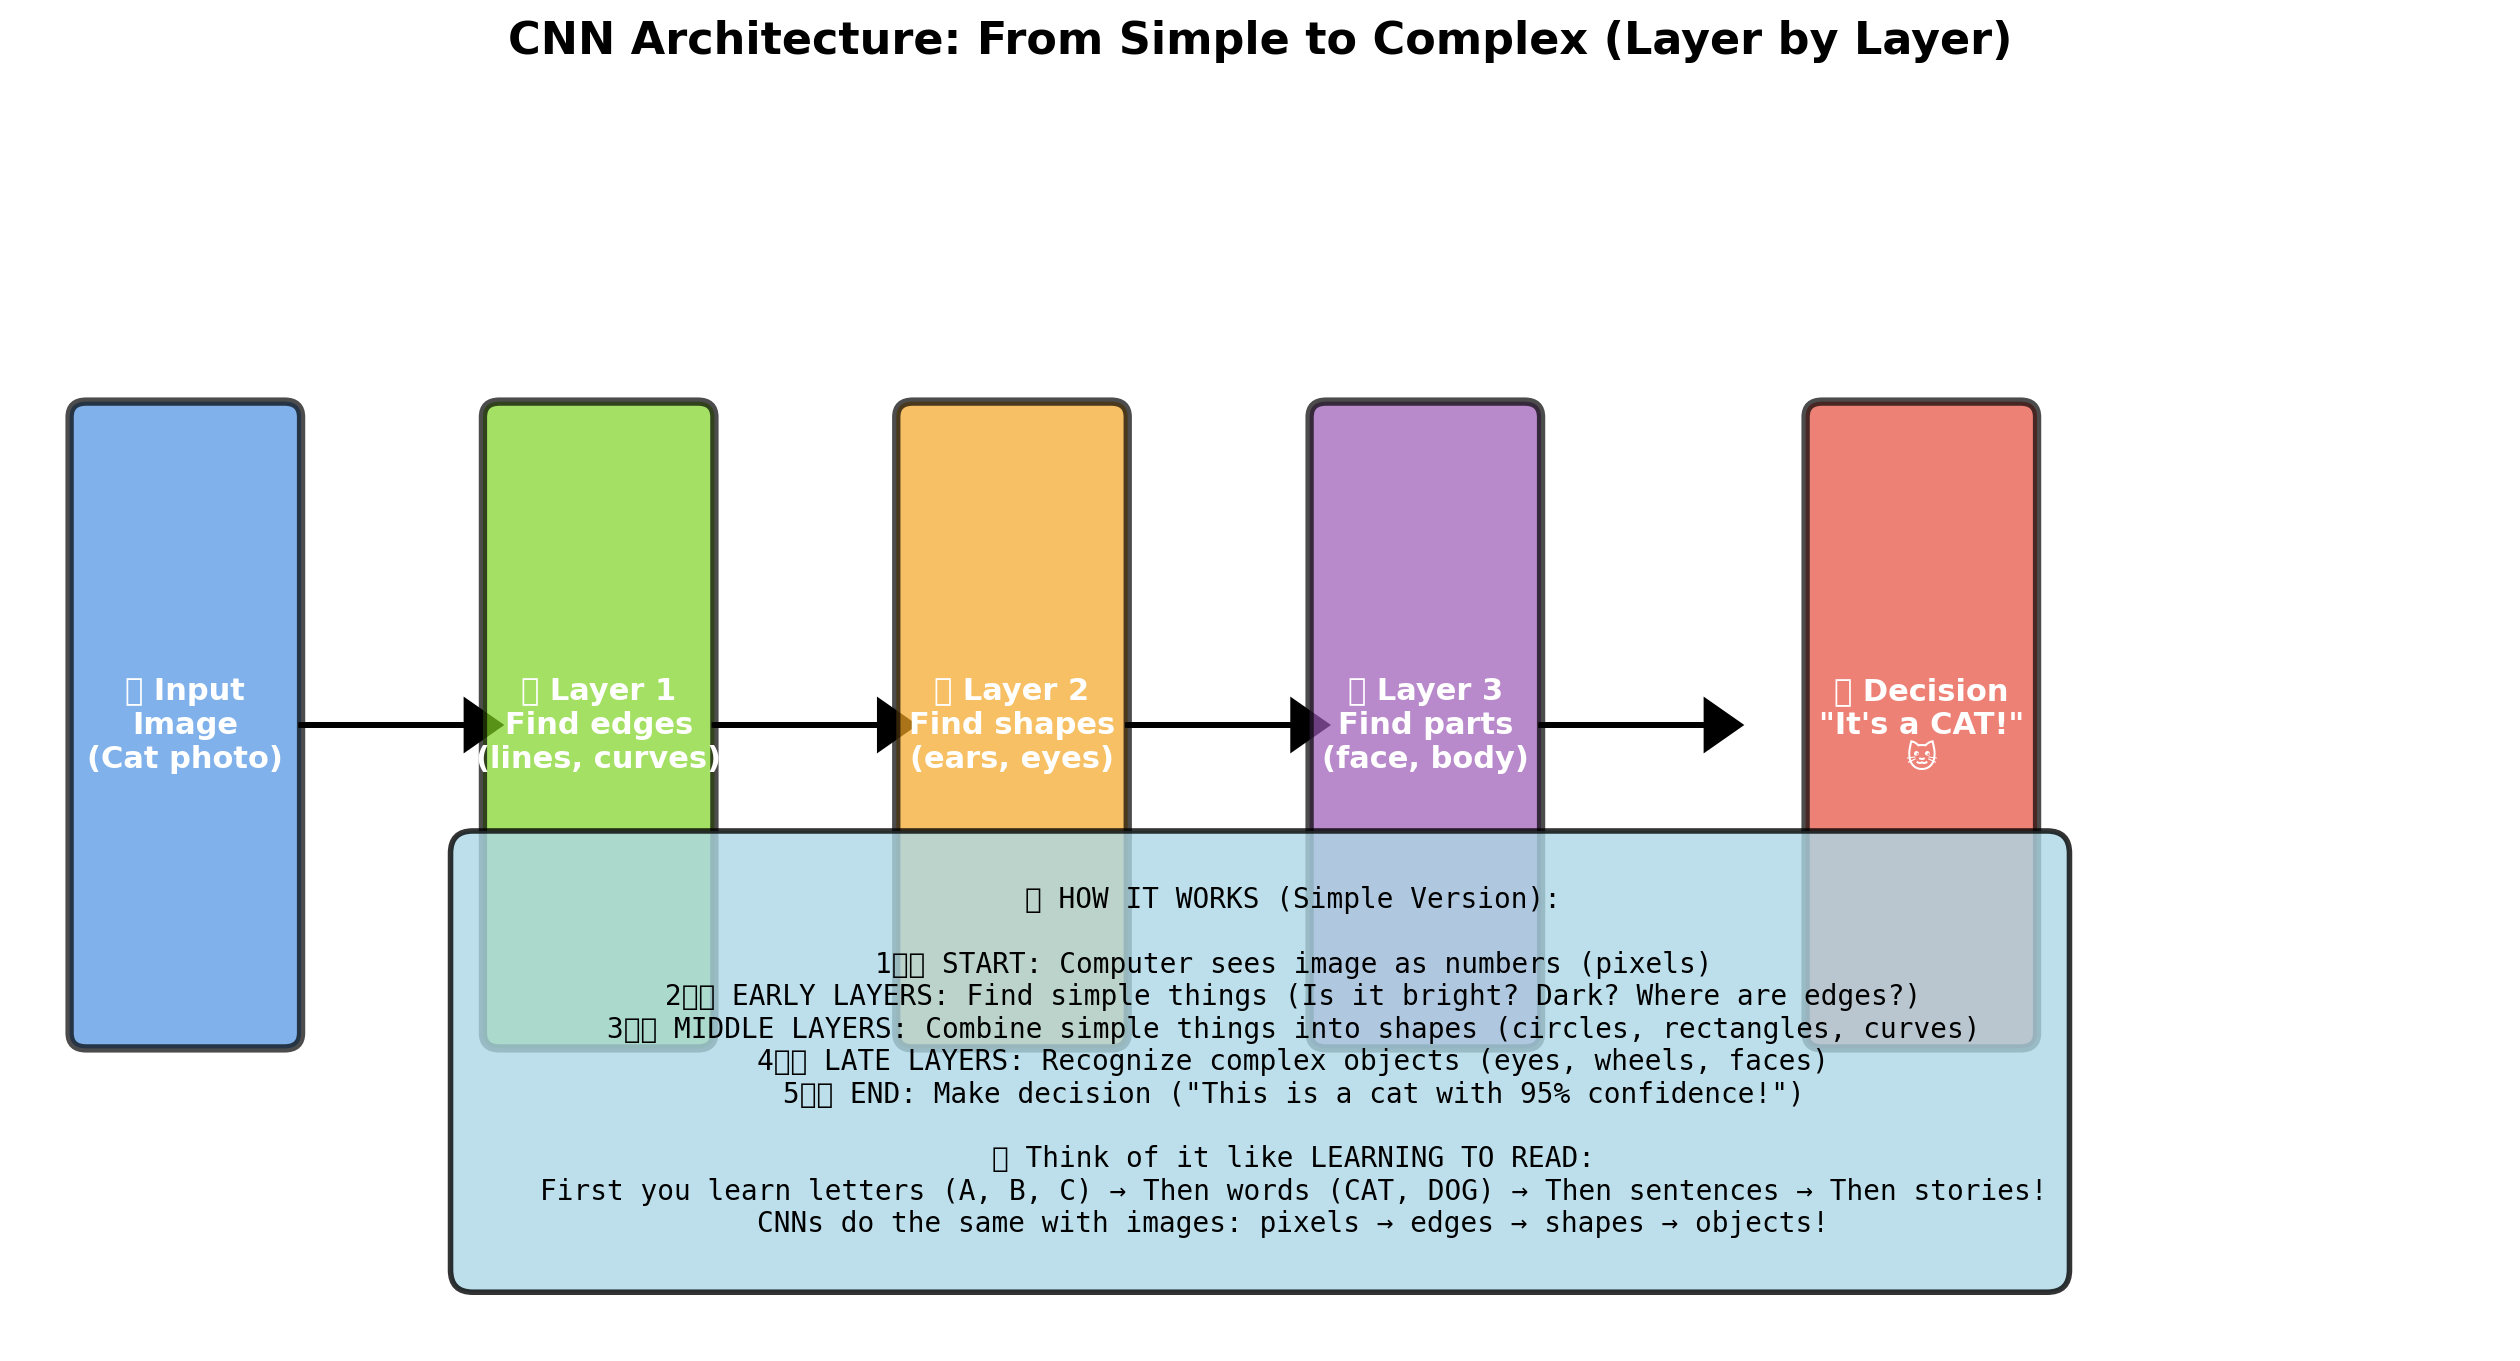 CNN Architecture: From Simple to Complex (Layer by Layer)
▯ Input
Image
(Cat photo)
▯ Layer 1
Find edges
(lines, curves)
▯ Layer 2
Find shapes
(ears, eyes)
▯ Layer 3
Find parts
(face, body)
▯ Decision
"It's a CAT!"
🐱
▯ HOW IT WORKS (Simple Version):
1▯▯ START: Computer sees image as numbers (pixels)
2▯▯ EARLY LAYERS: Find simple things (Is it bright? Dark? Where are edges?)
3▯▯ MIDDLE LAYERS: Combine simple things into shapes (circles, rectangles, curves)
4▯▯ LATE LAYERS: Recognize complex objects (eyes, wheels, faces)
5▯▯ END: Make decision ("This is a cat with 95% confidence!")
▯ Think of it like LEARNING TO READ:
First you learn letters (A, B, C) → Then words (CAT, DOG) → Then sentences → Then stories!
CNNs do the same with images: pixels → edges → shapes → objects!